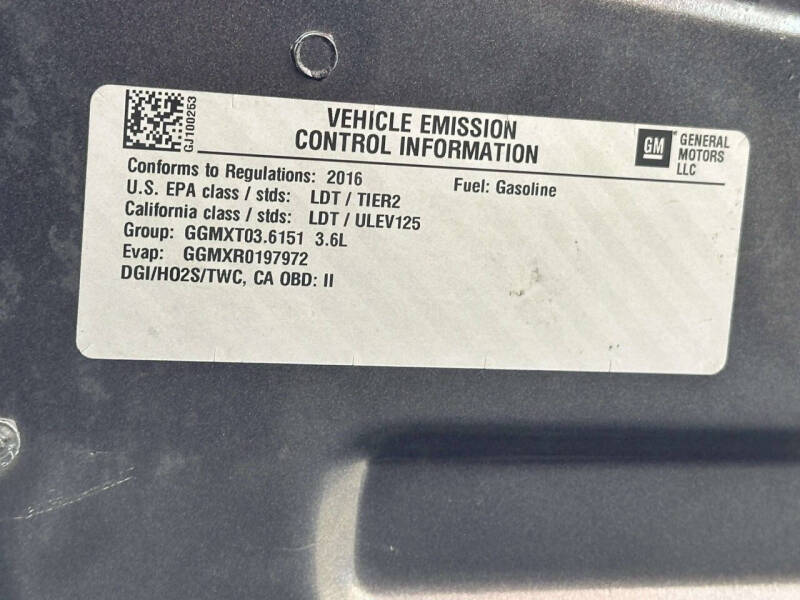 GJ100253
VEHICLE EMISSION
CONTROL INFORMATION
GM
GENERAL
MOTORS
LLC
Conforms to Regulations: 2016
Fuel: Gasoline
U.S. EPA class / stds: LDT / TIER2
California class / stds: LDT / ULEV125
Group: GGMXT03.6151 3.6L
Evap: GGMXR0197972
DGI/HO2S/TWC, CA OBD: II